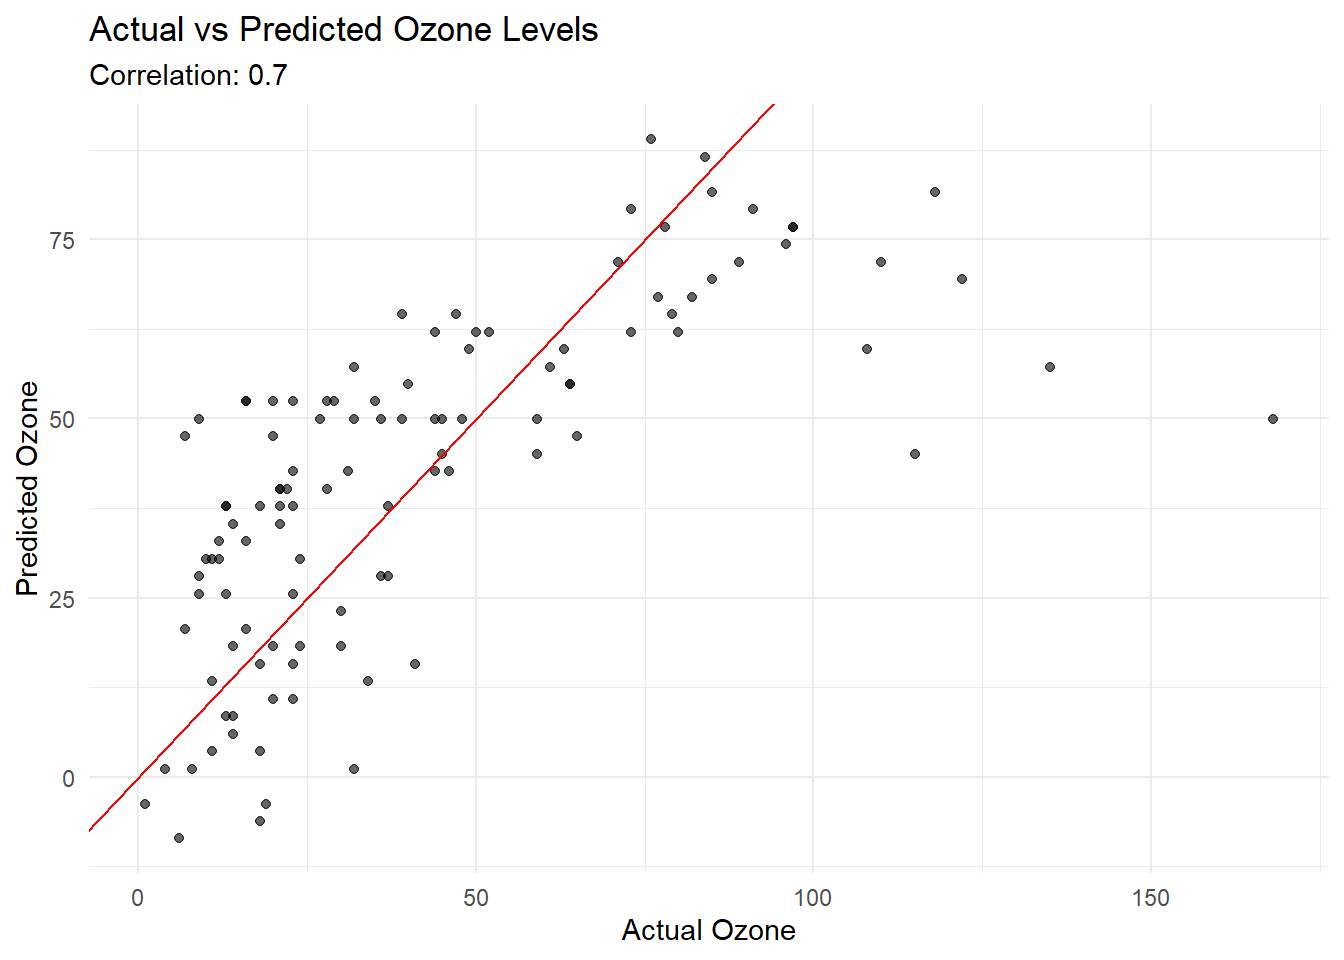 Actual vs Predicted Ozone Levels
Correlation: 0.7
75
50
25
0
Predicted Ozone
0 50 100 150
Actual Ozone